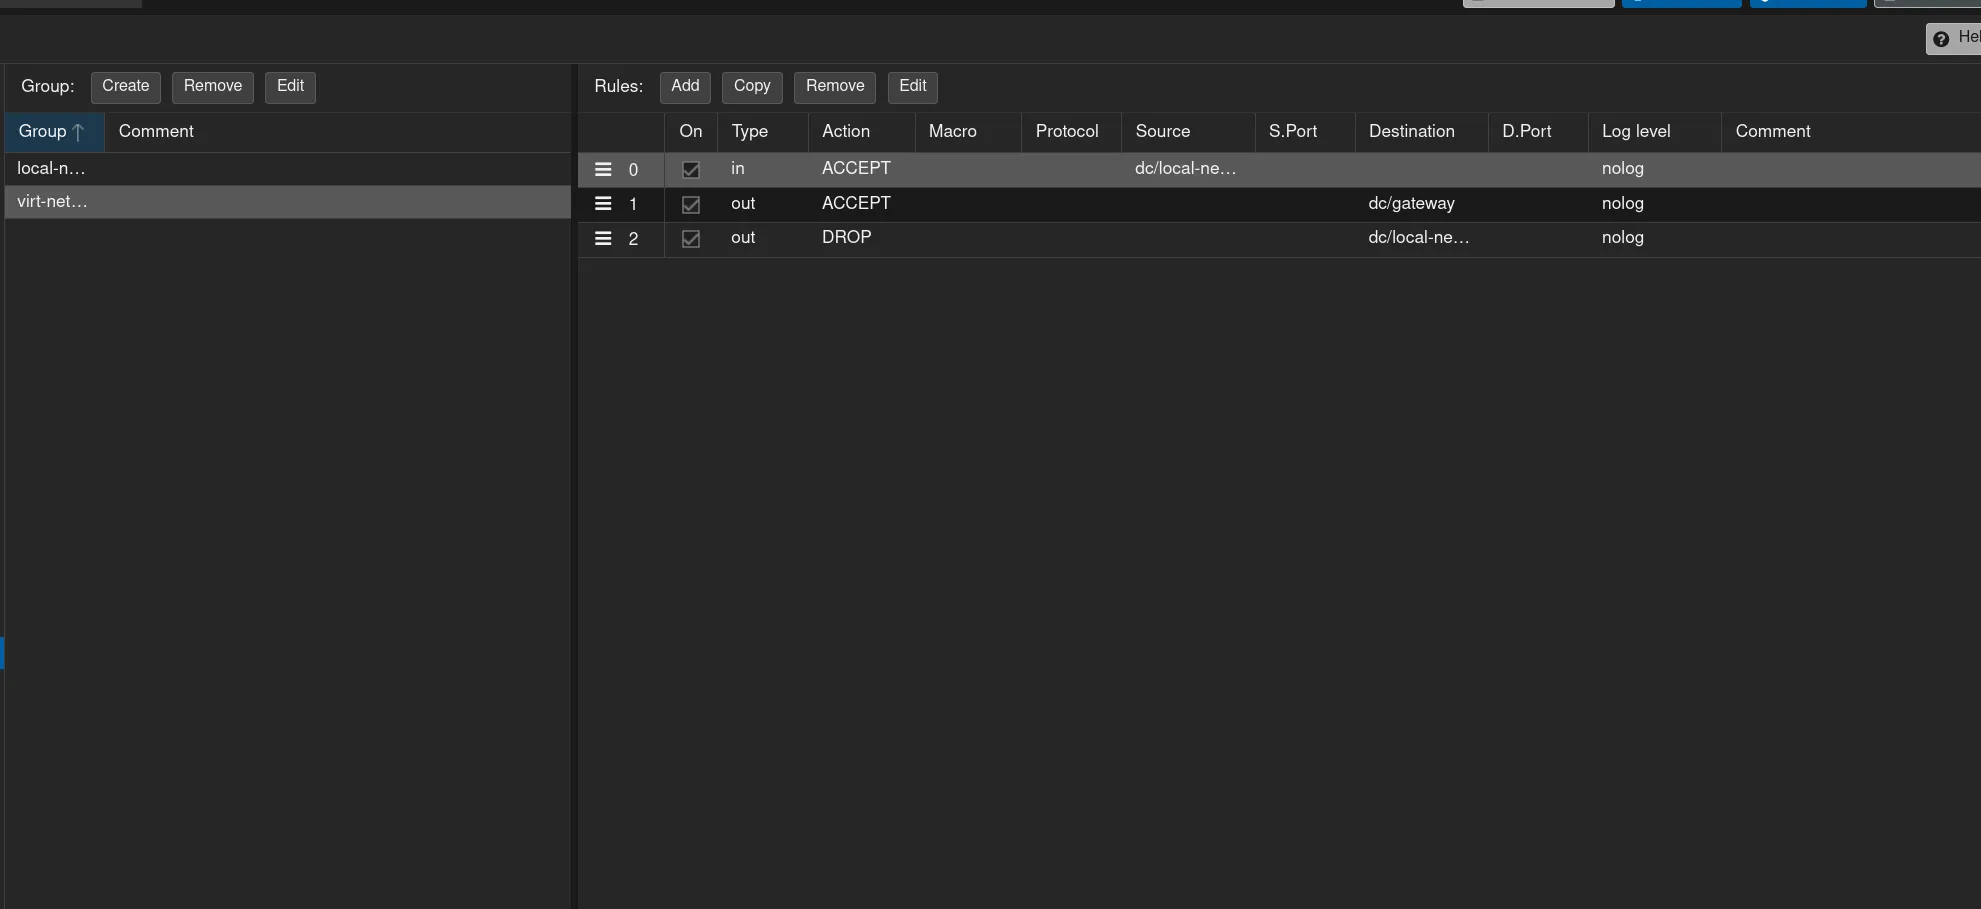 Hel
Group: Create Remove Edit
Group Comment
local-n…
virt-net…
Rules: Add Copy Remove Edit
On Type Action Macro Protocol Source S.Port Destination D.Port Log level Comment
0 in ACCEPT dc/local-ne… nolog
1 out ACCEPT dc/gateway nolog
2 out DROP dc/local-ne… nolog